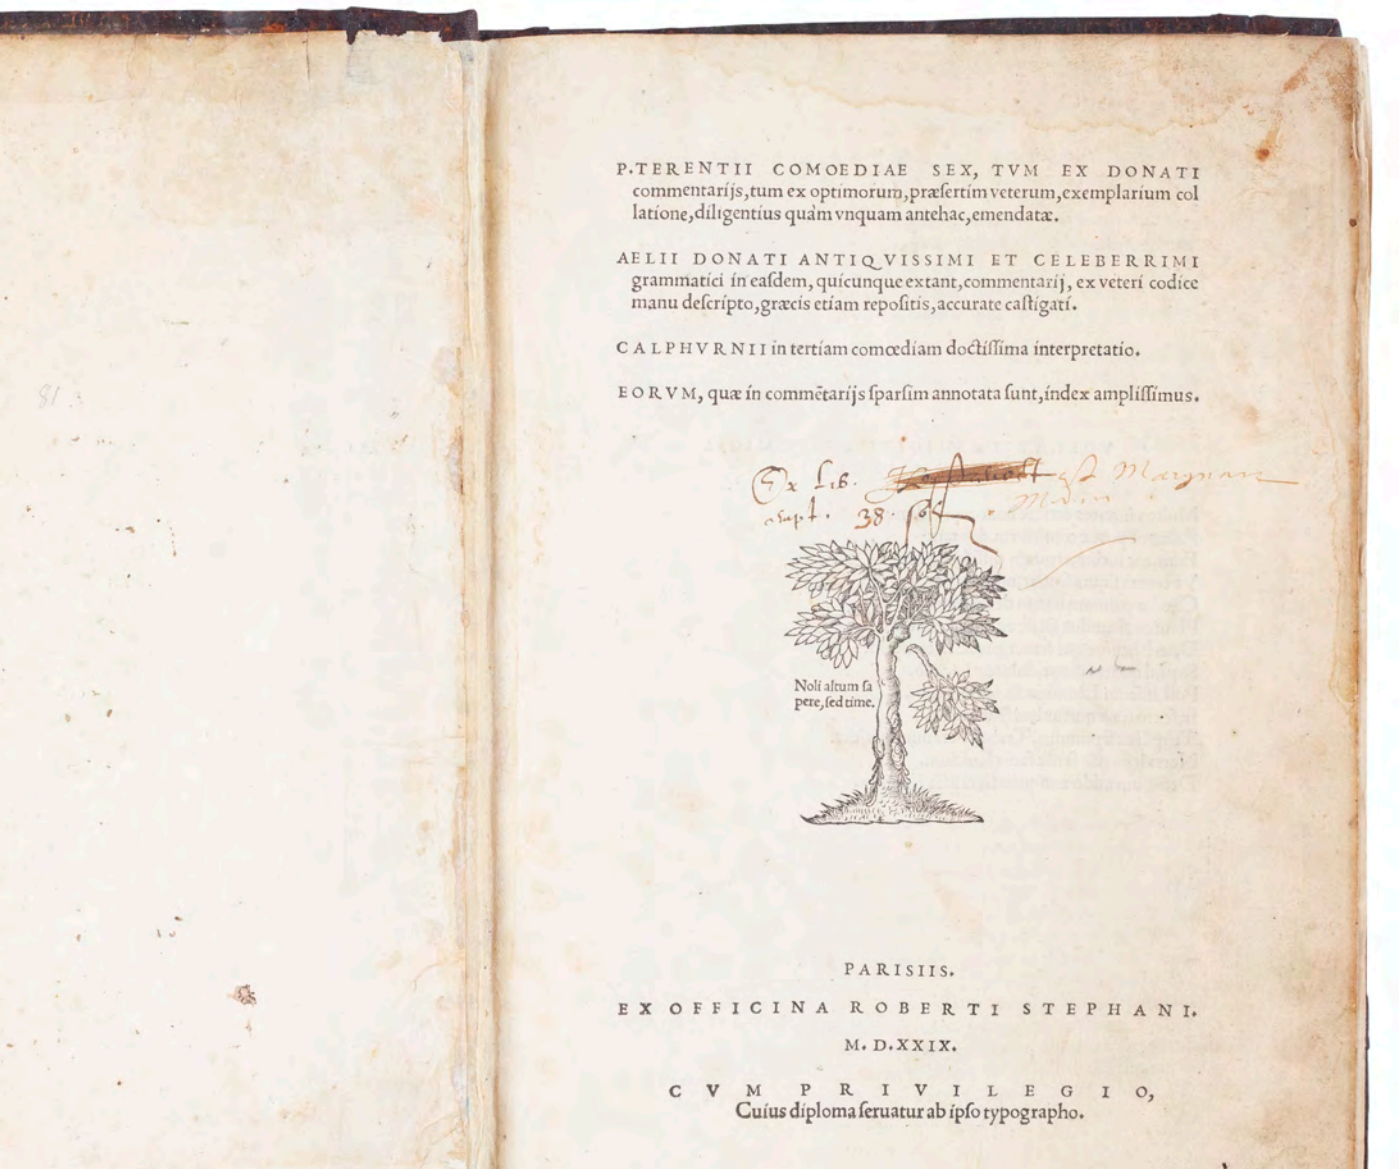 P. TERENTII COMOEDIAE SEX, TVM EX DONATI
commentarijs, tum ex optimorum, præſertim veterum, exemplarium col
latione, diligentius quàm vnquam antehac, emendatæ.
AELII DONATI ANTIQVISSIMI ET CELEBERRIMI
grammatici in eaſdem, quicunque extant, commentarij, ex veteri codice
manu deſcripto, græcis etiam repoſitis, accurate caſtigati.
CALPHVRNII in tertiam comœdiam doctiſſima interpretatio.
EORVM, quæ in commētarijs ſparſim annotata ſunt, index ampliſſimus.
Ex Lib.
38
Noli altum ſa
pere, ſed time.
PARISIIS.
EX OFFICINA ROBERTI STEPHANI.
M. D. XXIX.
CVM PRIVILEGIO,
Cuius diploma ſeruatur ab ipſo typographo.
81